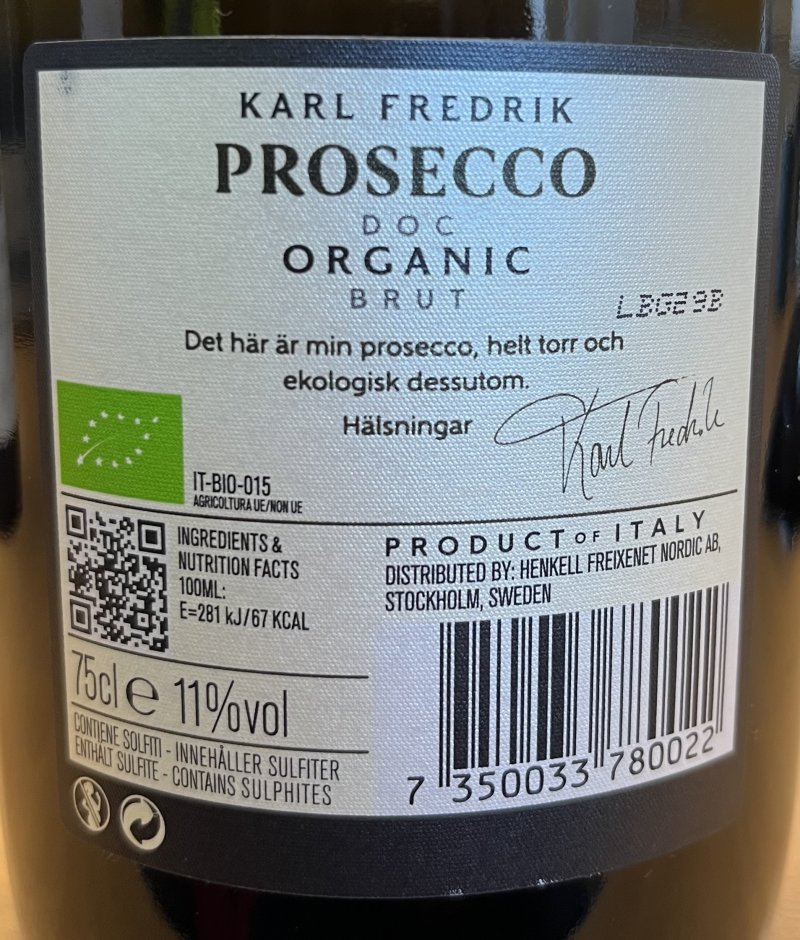 KARL FREDRIK
PROSECCO
DOC
ORGANIC
BRUT
Det här är min prosecco, helt torr och
ekologisk dessutom.
Hälsningar
Karl Fredrik
IT-BIO-015
AGRICOLTURA UE/NON UE
INGREDIENTS &
NUTRITION FACTS
100ML:
E=281 kJ/67 KCAL
75cl e 11%vol
CONTIENE SOLFITI - INNEHÅLLER SULFITER
ENTHÄLT SULFITE - CONTAINS SULPHITES
PRODUCT OF ITALY
DISTRIBUTED BY: HENKELL FREIXENET NORDIC AB,
STOCKHOLM, SWEDEN
7 350033 780022